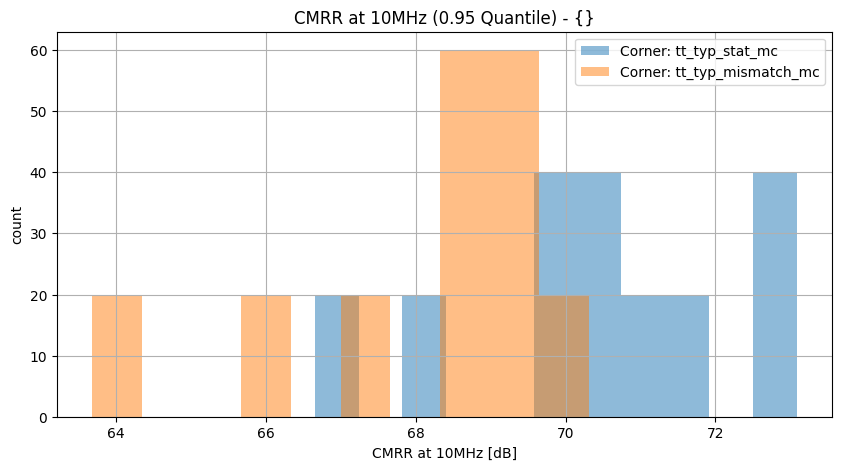 CMRR at 10MHz (0.95 Quantile) - {}
Corner: tt_typ_stat_mc
Corner: tt_typ_mismatch_mc
60
50
40
30
20
10
0
count
64 66 68 70 72
CMRR at 10MHz [dB]